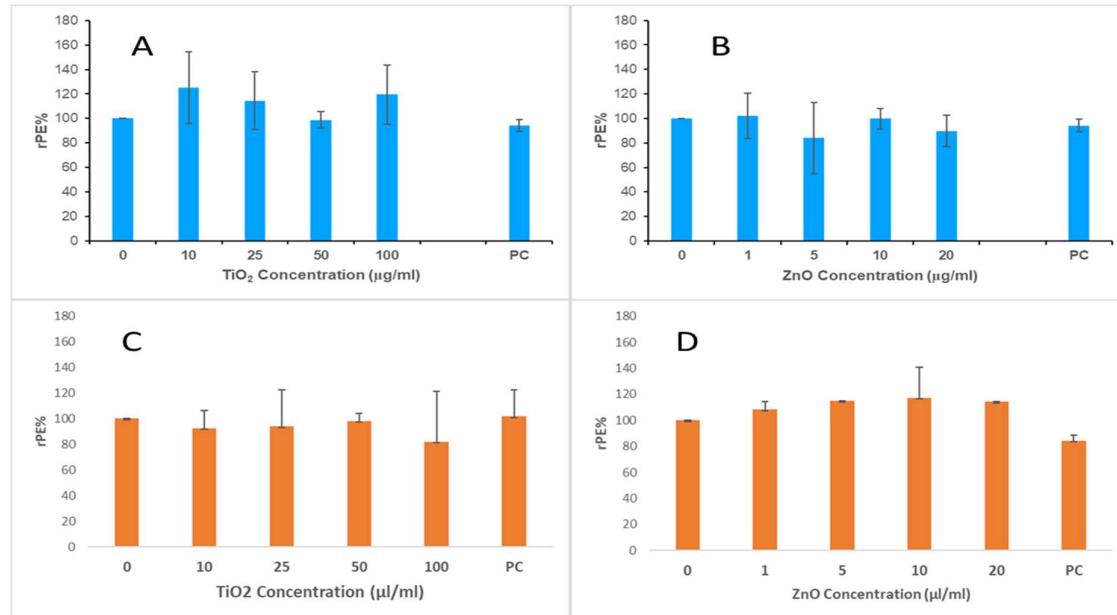 A
rPE%
180
160
140
120
100
80
60
40
20
0
0 10 25 50 100 PC
TiO₂ Concentration (µg/ml)
B
rPE%
180
160
140
120
100
80
60
40
20
0
0 1 5 10 20 PC
ZnO Concentration (µg/ml)
C
rPE%
180
160
140
120
100
80
60
40
20
0
0 10 25 50 100 PC
TiO2 Concentration (µl/ml)
D
rPE%
180
160
140
120
100
80
60
40
20
0
0 1 5 10 20 PC
ZnO Concentration (µl/ml)